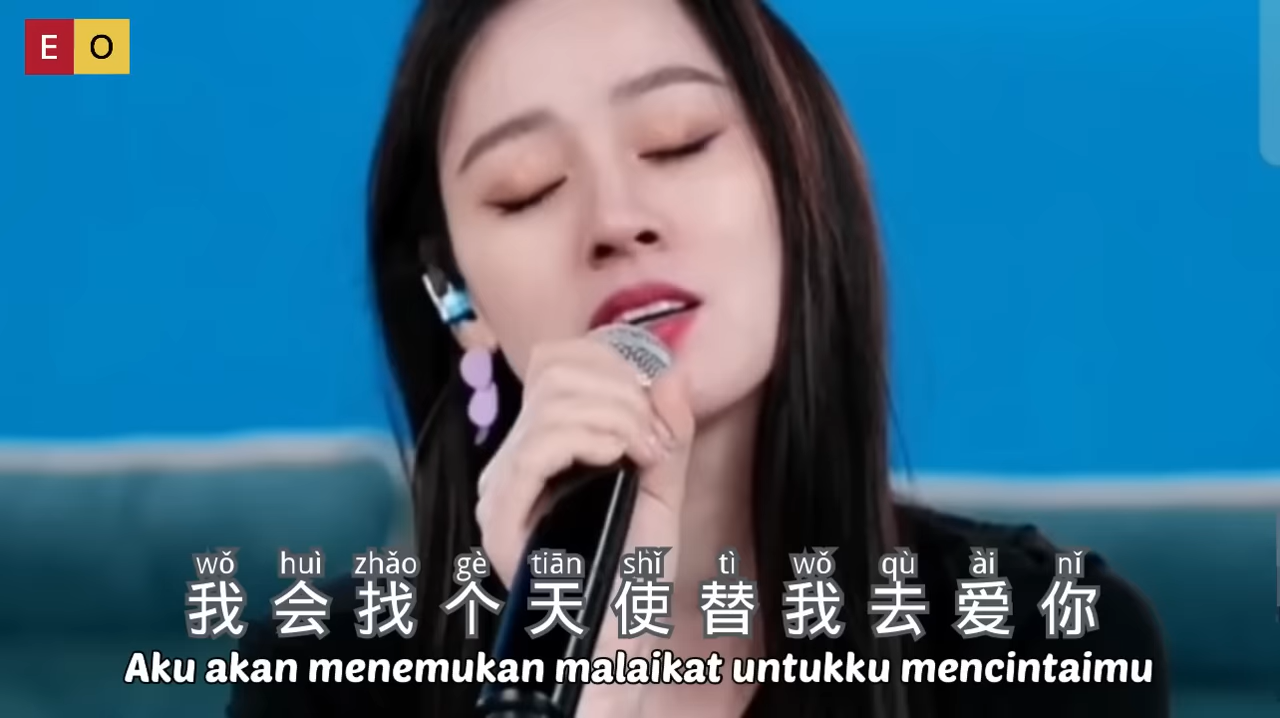 E O
wǒ huì zhǎo gè tiān shǐ tì wǒ qù ài nǐ
我会找个天使替我去爱你
Aku akan menemukan malaikat untukku mencintaimu